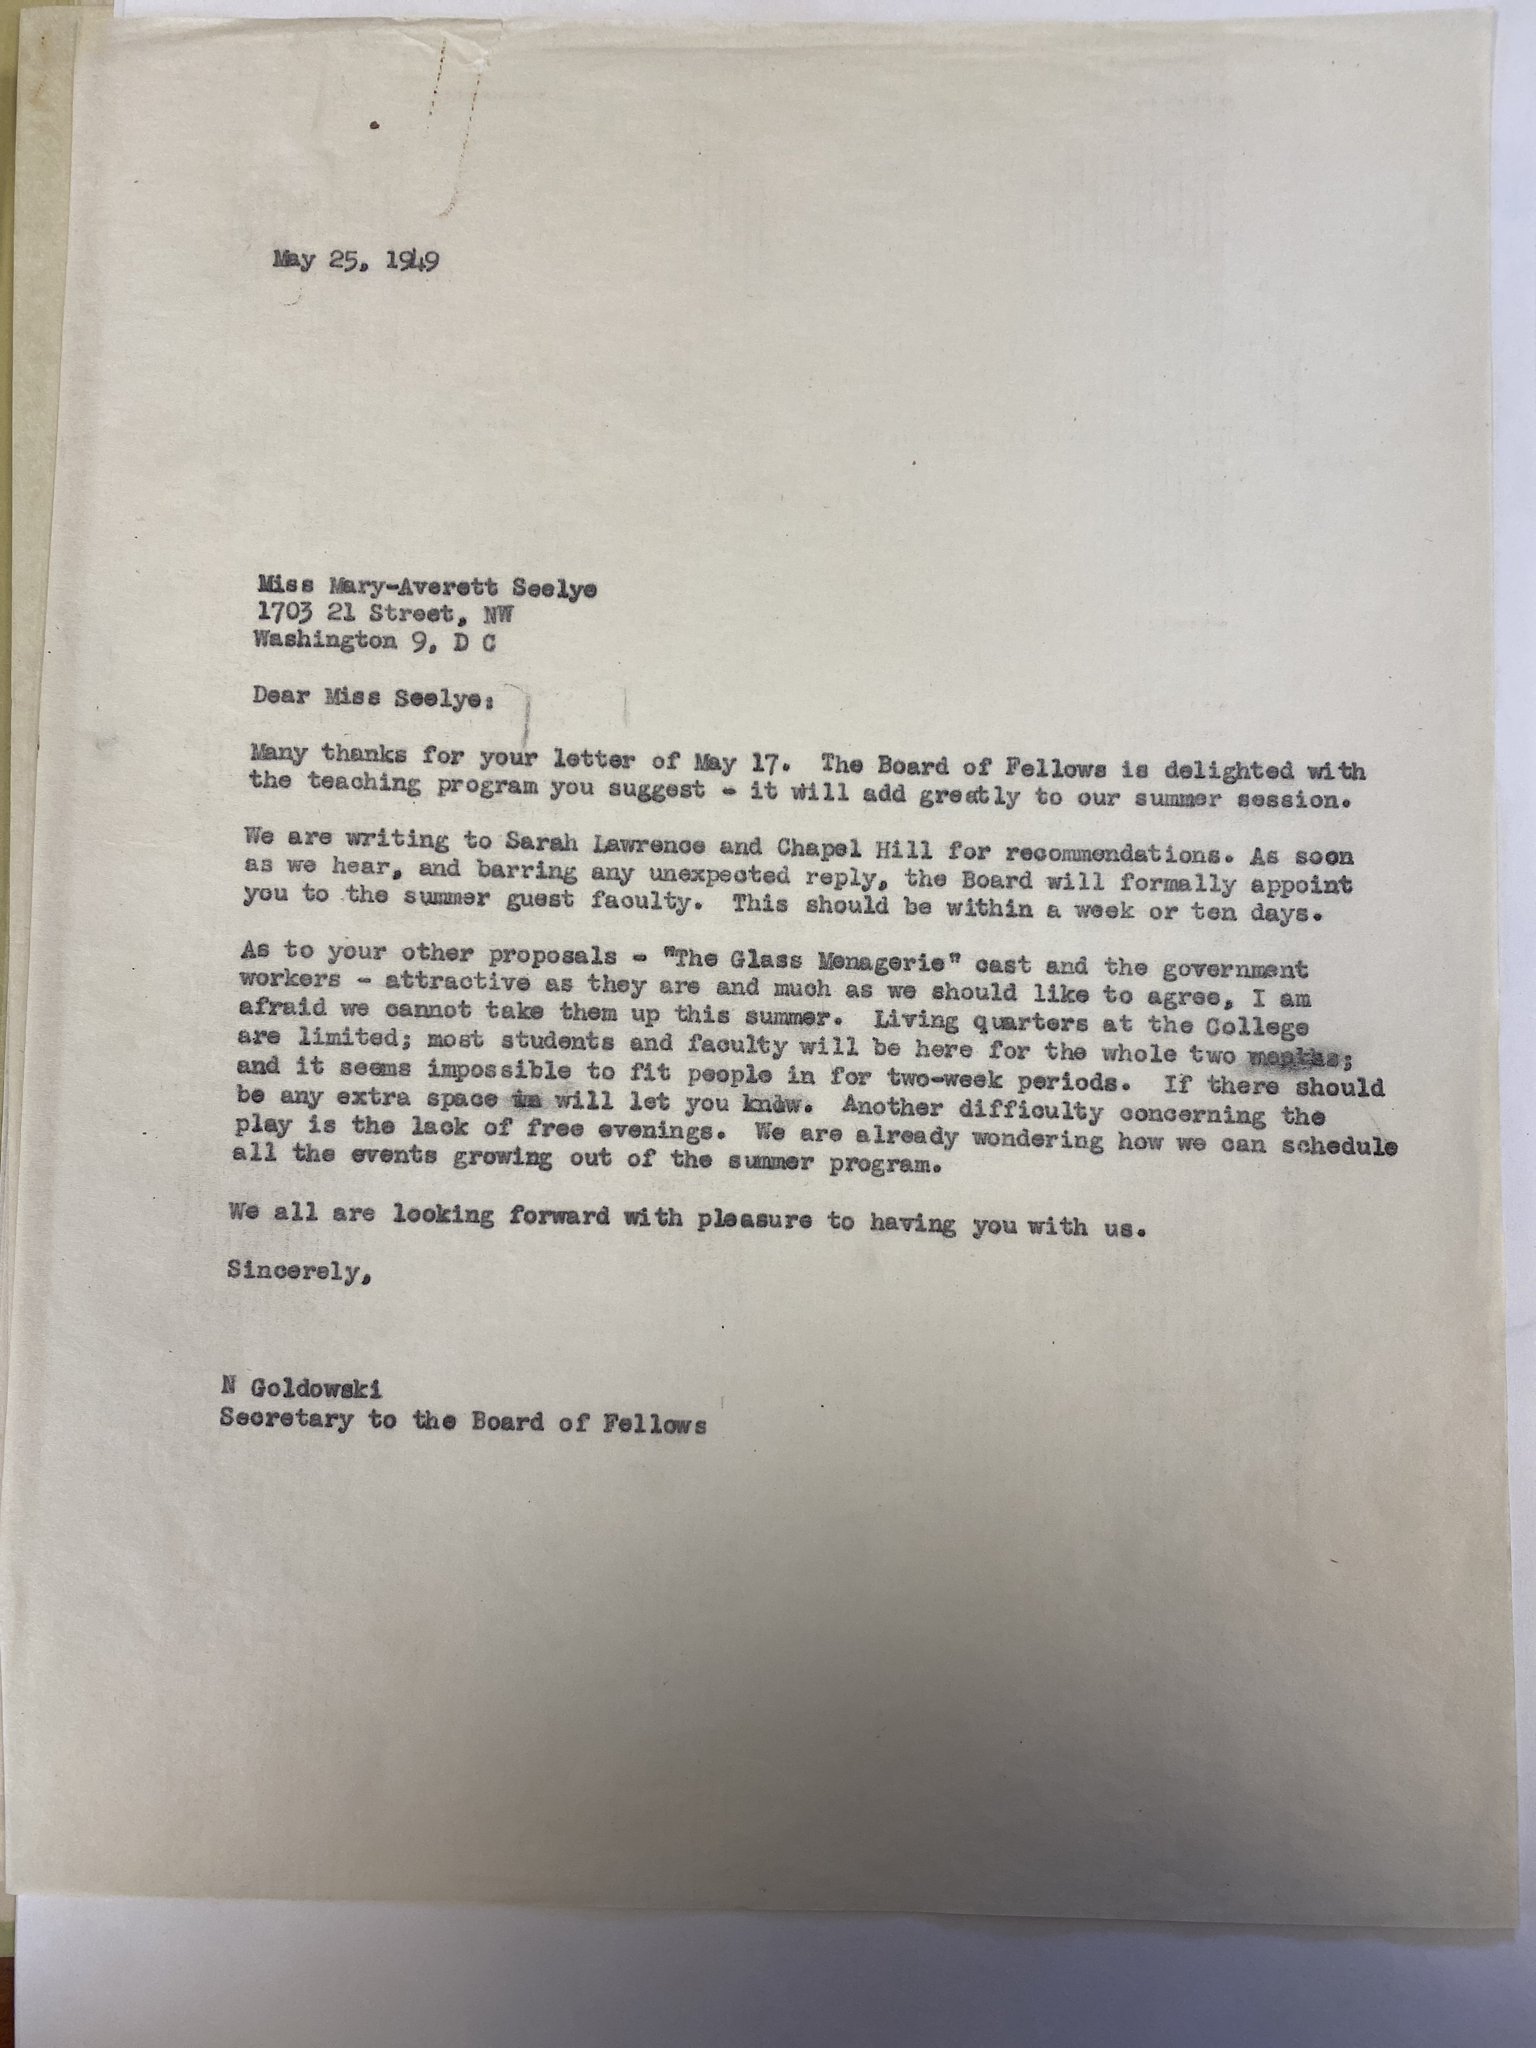 May 25, 1949
Miss Mary-Averett Seelye
1703 21 Street, NW
Washington 9, D C
Dear Miss Seelye:
Many thanks for your letter of May 17. The Board of Fellows is delighted with
the teaching program you suggest - it will add greatly to our summer session.
We are writing to Sarah Lawrence and Chapel Hill for recommendations. As soon
as we hear, and barring any unexpected reply, the Board will formally appoint
you to the summer guest faculty. This should be within a week or ten days.
As to your other proposals - "The Glass Menagerie" cast and the government
workers - attractive as they are and much as we should like to agree, I am
afraid we cannot take them up this summer. Living quarters at the College
are limited; most students and faculty will be here for the whole two
and it seems impossible to fit people in for two-week periods. If there should
be any extra space will let you know. Another difficulty concerning the
play is the lack of free evenings. We are already wondering how we can schedule
all the events growing out of the summer program.
We all are looking forward with pleasure to having you with us.
Sincerely,
N Goldowski
Secretary to the Board of Fellows